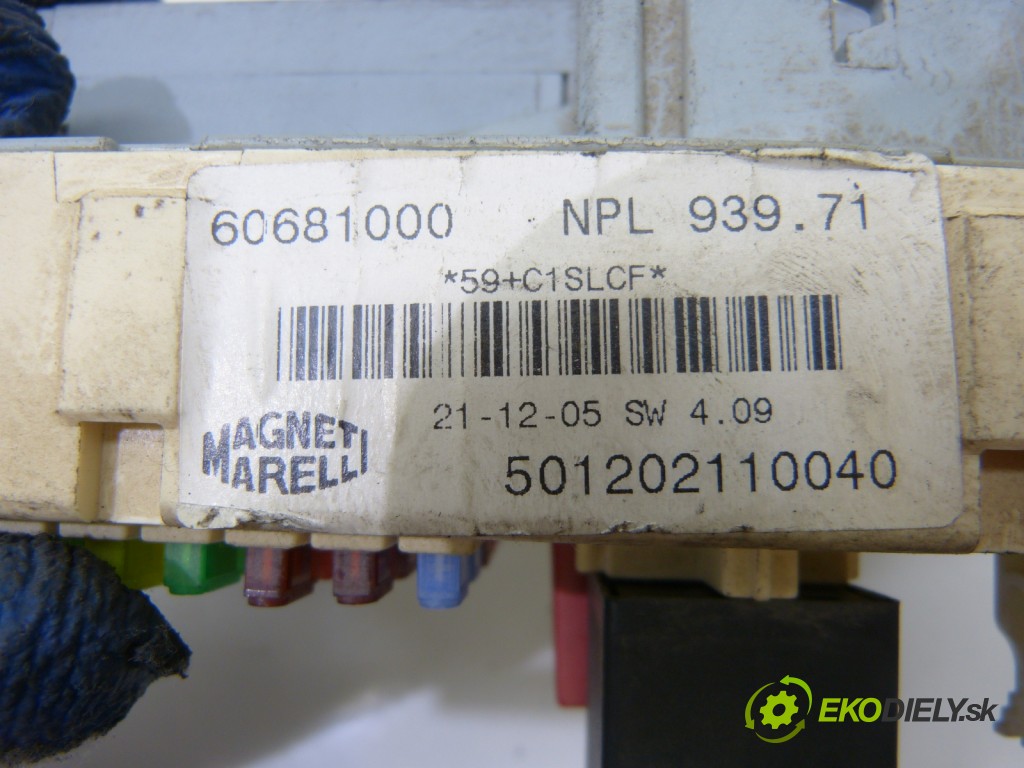 60681000 NPL 939.71
*59+C1SLCF*
21-12-05 SW 4.09
MAGNETI
MARELLI
501202110040
EKODIELY.sk